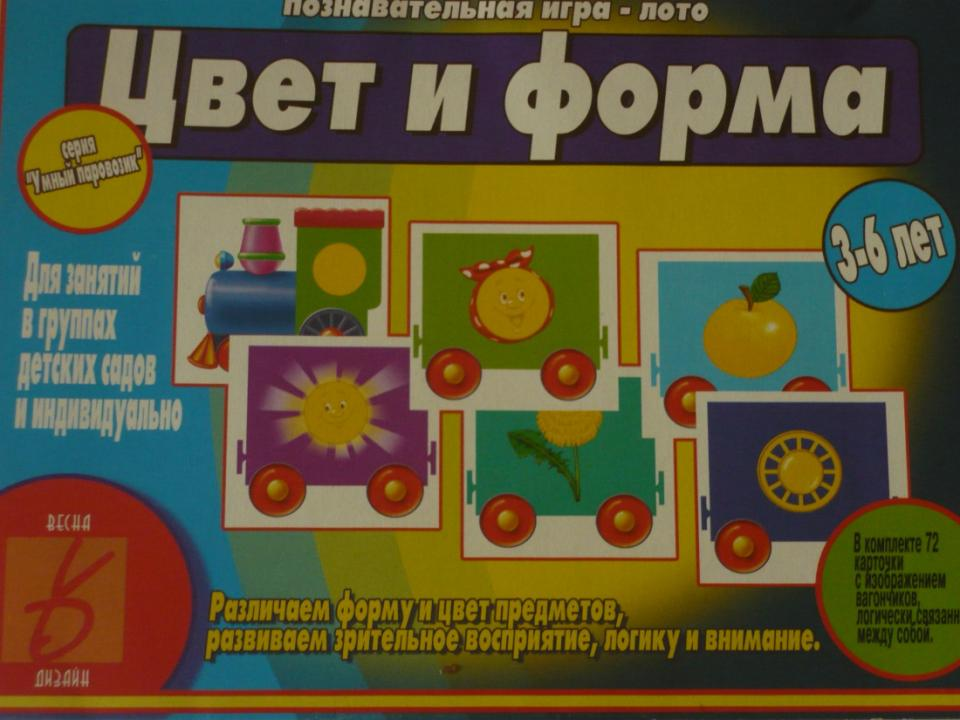 познавательная игра - лото
Цвет и форма
серия
"Умный паровозик"
3-6 лет
Для занятий
в группах
детских садов
и индивидуально
ВЕСНА
ДИЗАЙН
Различаем форму и цвет предметов,
развиваем зрительное восприятие, логику и внимание.
В комплекте 72
карточки
с изображением
вагончиков,
логически связанн
между собой.